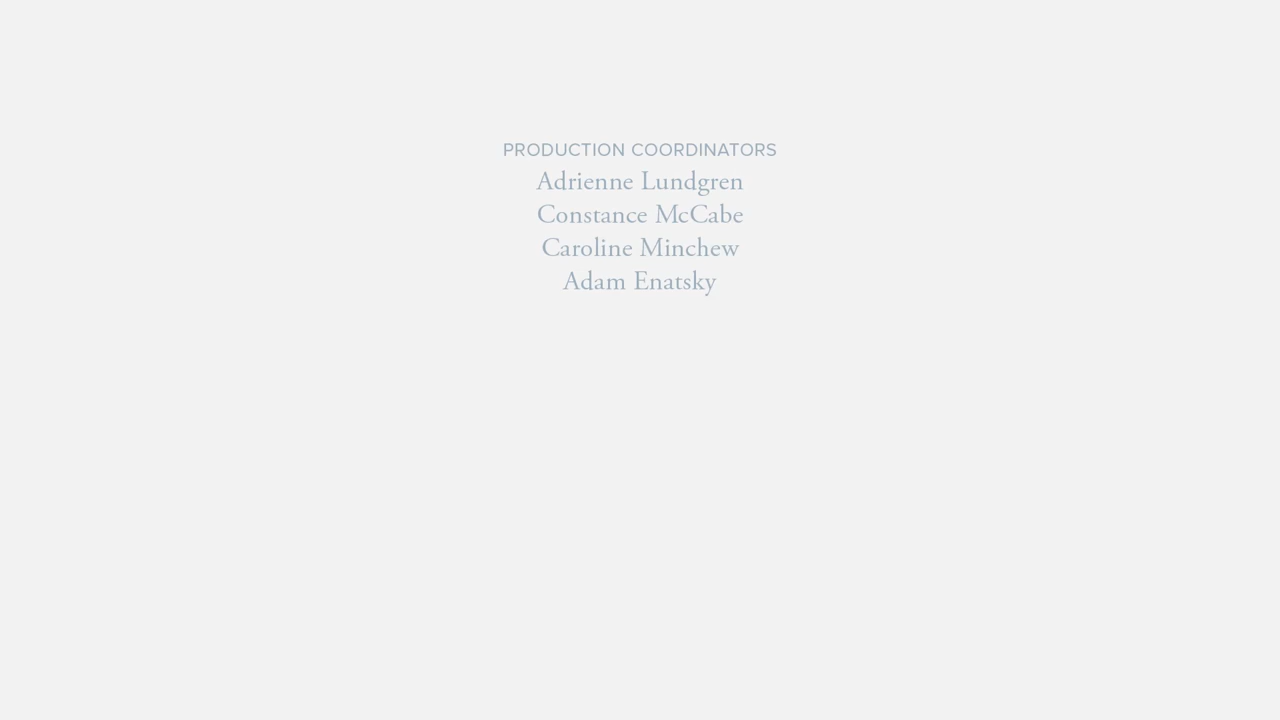 PRODUCTION COORDINATORS
Adrienne Lundgren
Constance McCabe
Caroline Minchew
Adam Enatsky